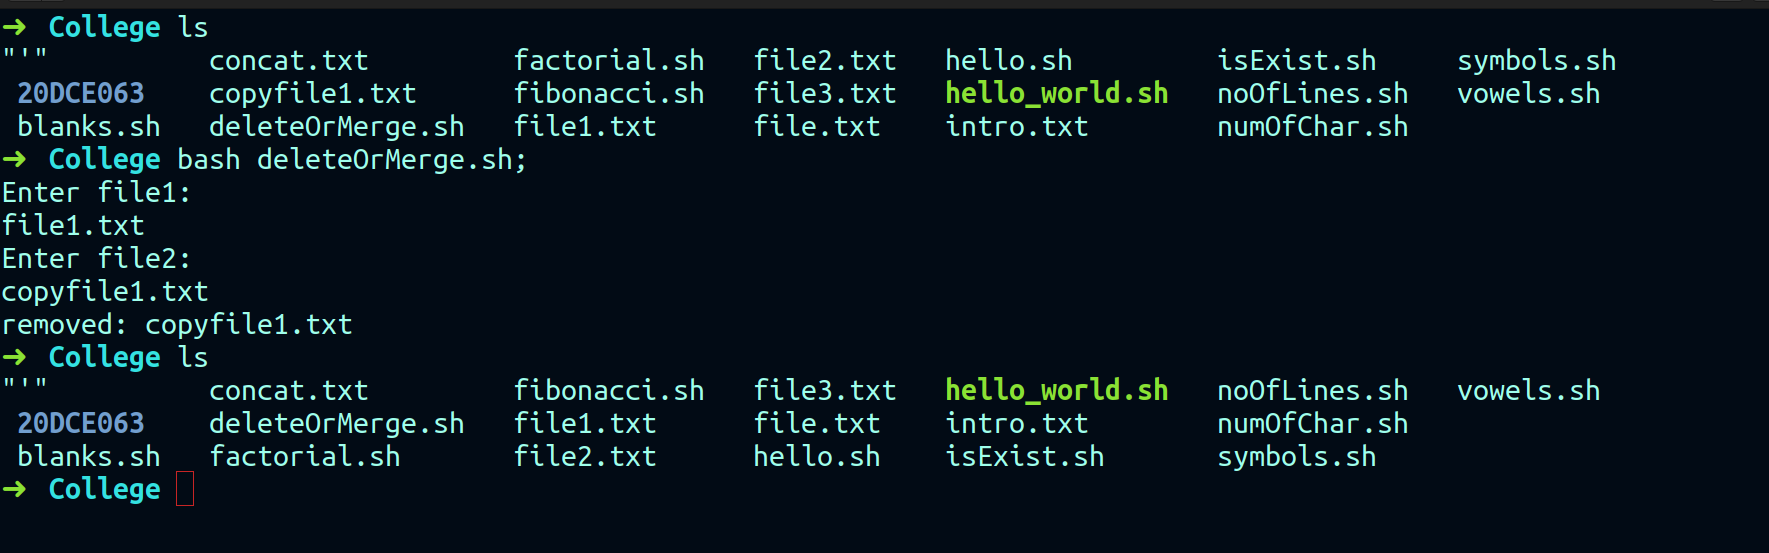 ➜ College ls
"'" concat.txt factorial.sh file2.txt hello.sh isExist.sh symbols.sh
20DCE063 copyfile1.txt fibonacci.sh file3.txt hello_world.sh noOfLines.sh vowels.sh
blanks.sh deleteOrMerge.sh file1.txt file.txt intro.txt numOfChar.sh
➜ College bash deleteOrMerge.sh;
Enter file1:
file1.txt
Enter file2:
copyfile1.txt
removed: copyfile1.txt
➜ College ls
"'" concat.txt fibonacci.sh file3.txt hello_world.sh noOfLines.sh vowels.sh
20DCE063 deleteOrMerge.sh file1.txt file.txt intro.txt numOfChar.sh
blanks.sh factorial.sh file2.txt hello.sh isExist.sh symbols.sh
➜ College